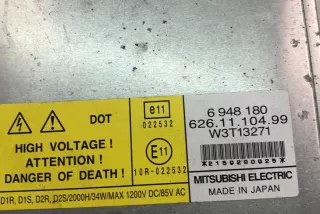 DOT
HIGH VOLTAGE !
ATTENTION !
DANGER OF DEATH !
D1R, D1S, D2R, D2S/2000H/34W/MAX 1200V DC/85V AC
e11
022532
E11
10R-022532
6 948 180
626.11.104.99
W3T13271
*2159280925*
MITSUBISHI ELECTRIC
MADE IN JAPAN